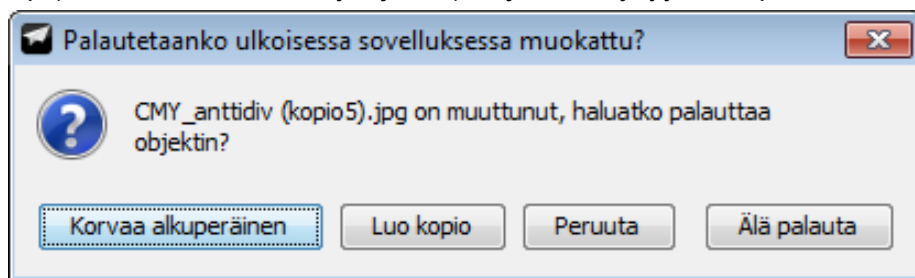 Palautetaanko ulkoisessa sovelluksessa muokattu?
CMY_anttidiv (kopio5).jpg on muuttunut, haluatko palauttaa
objektin?
Korvaa alkuperäinen Luo kopio Peruuta Älä palauta